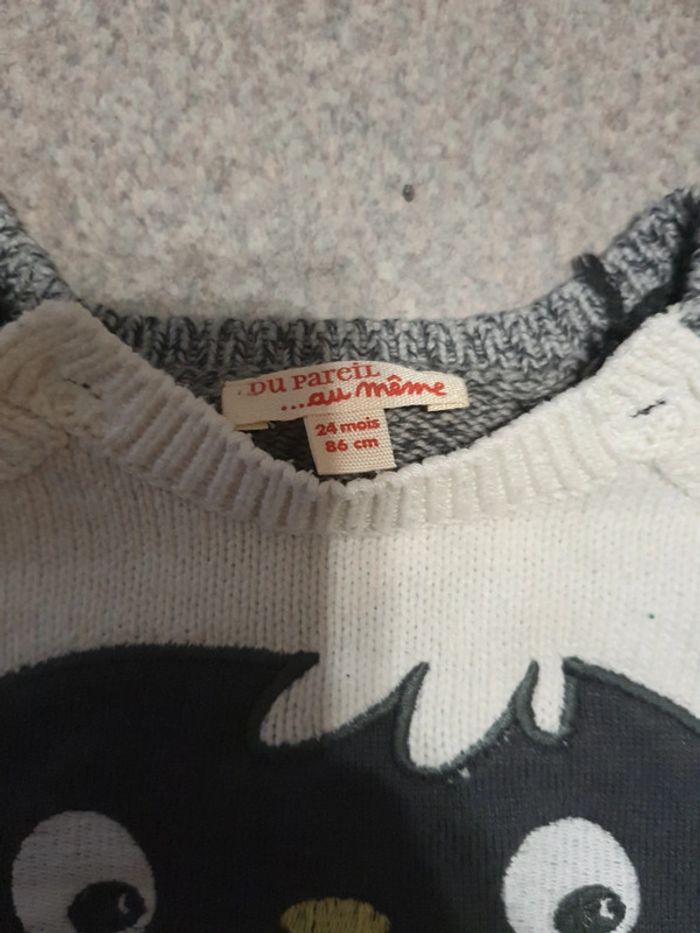 DU PAREIL
...au même
24 mois
86 cm